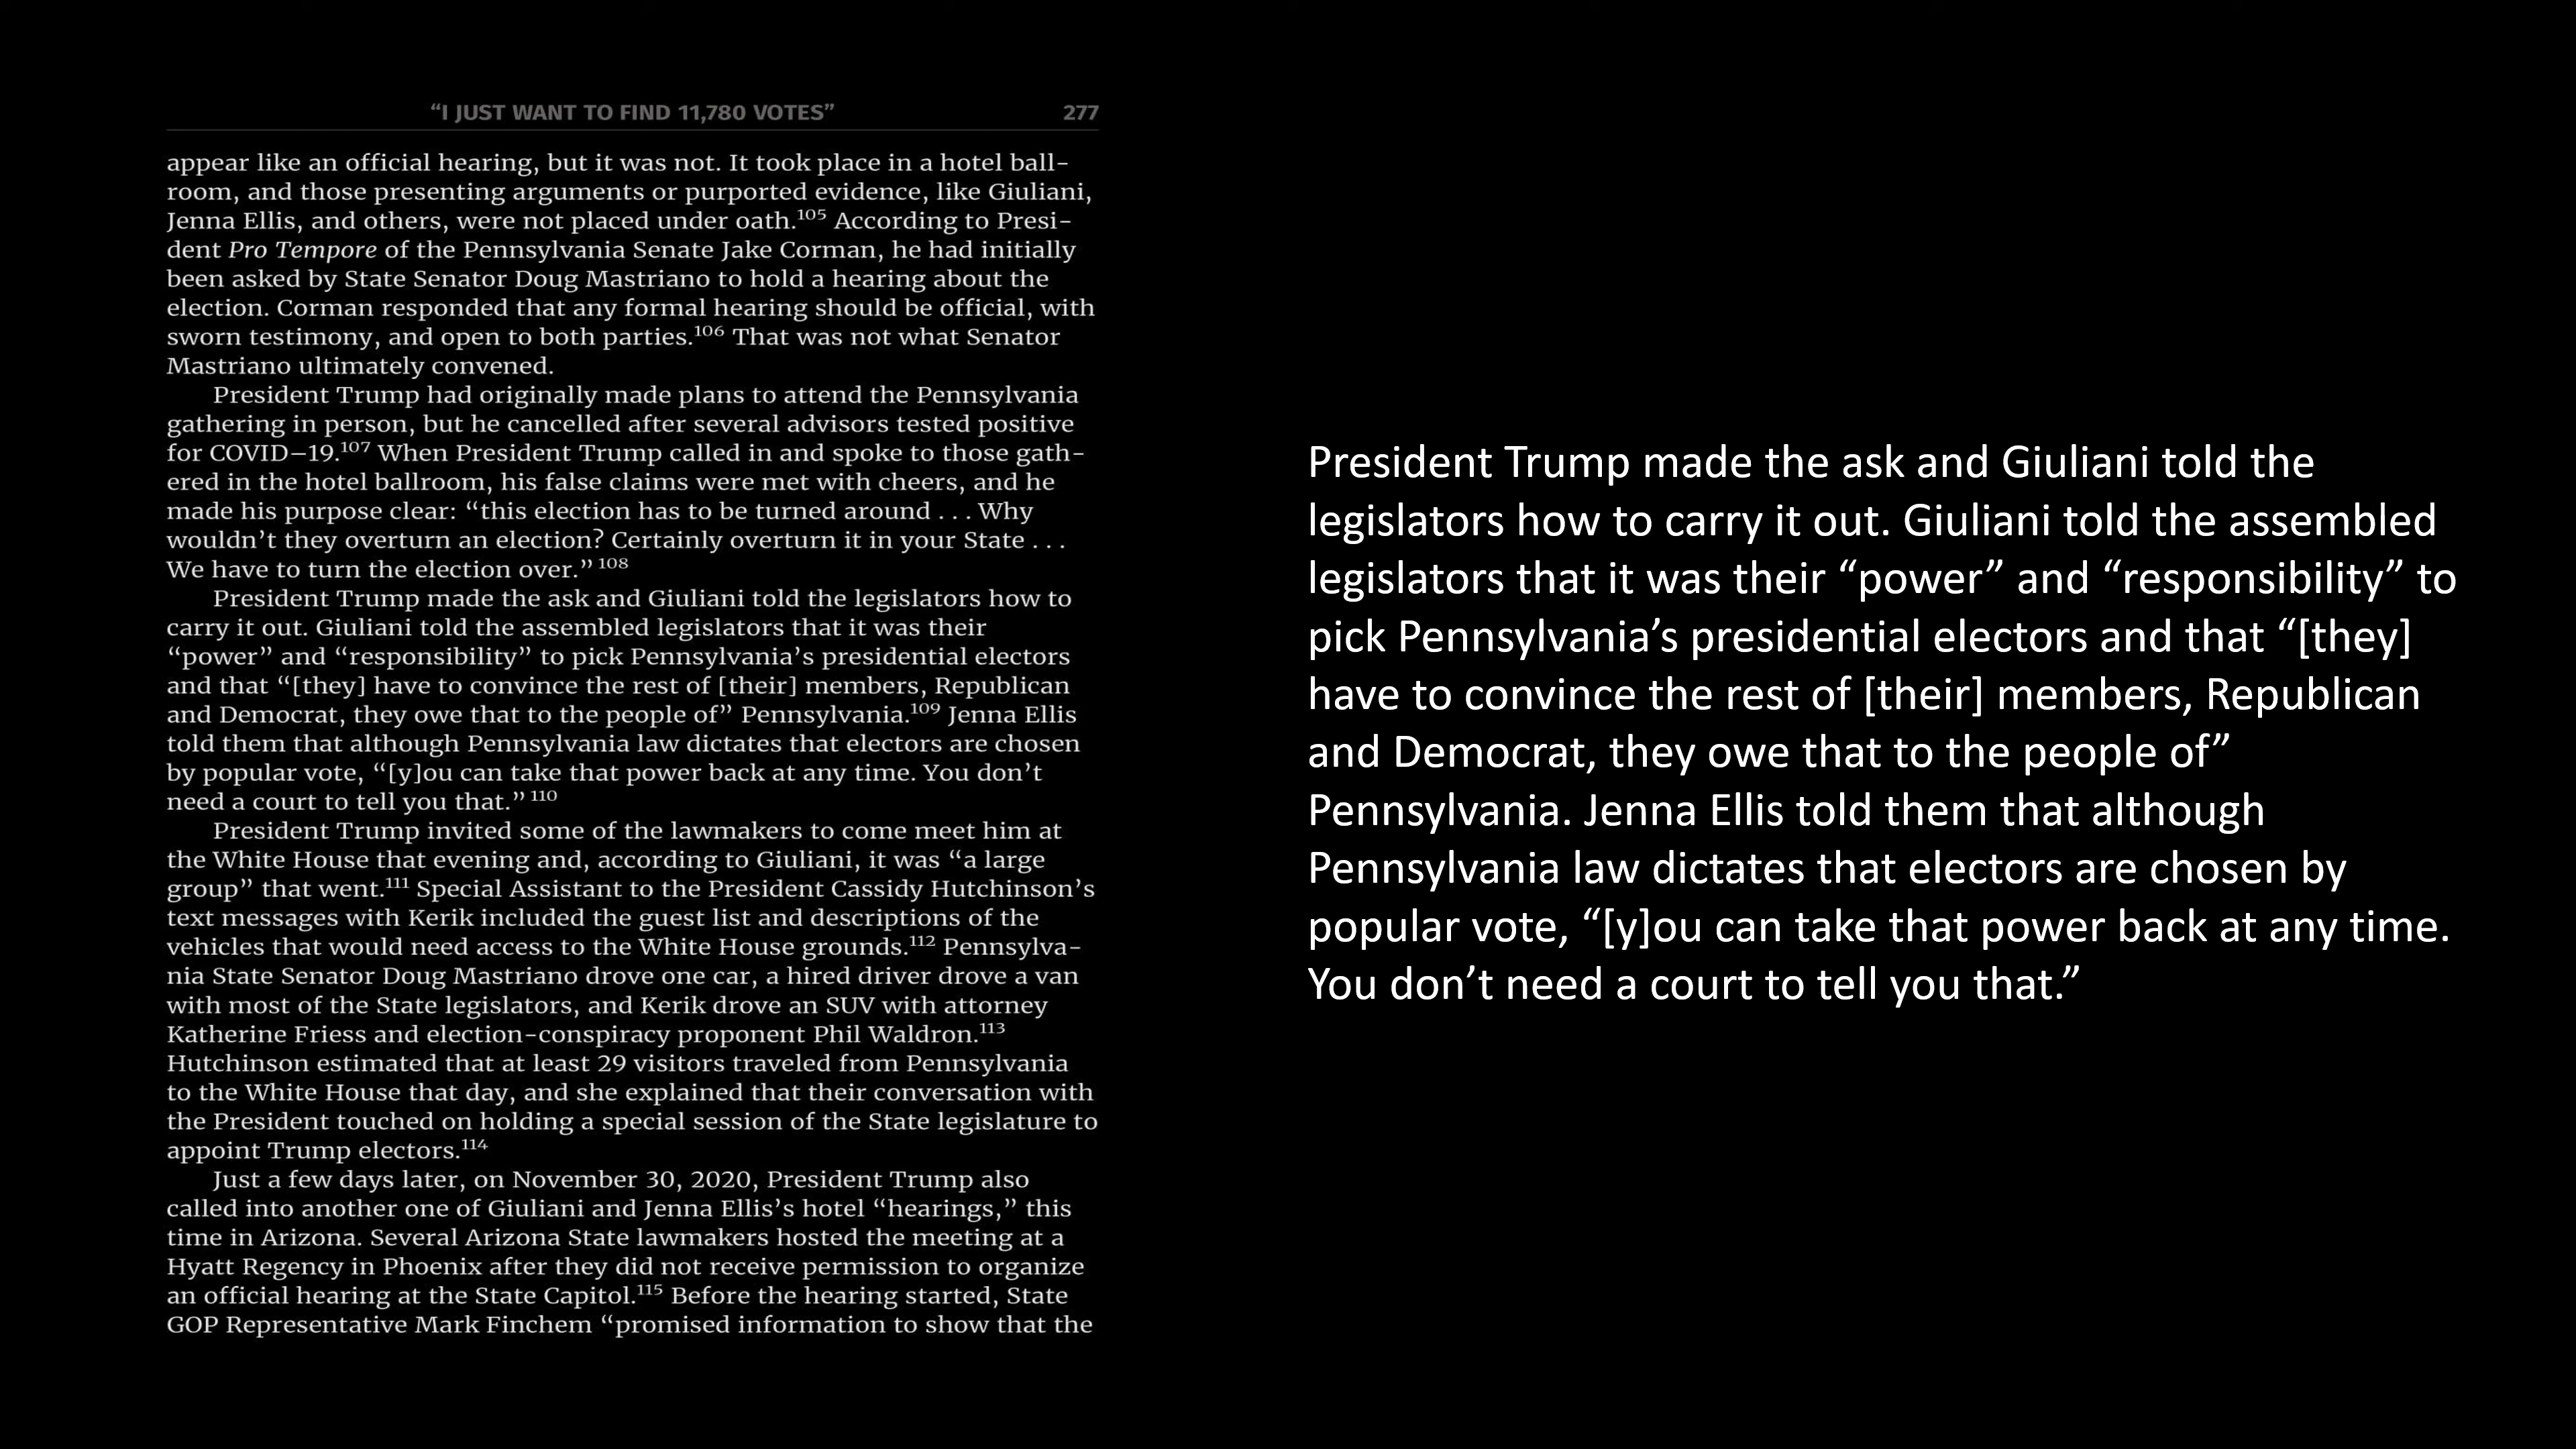 “I JUST WANT TO FIND 11,780 VOTES” 277
appear like an official hearing, but it was not. It took place in a hotel ball-
room, and those presenting arguments or purported evidence, like Giuliani,
Jenna Ellis, and others, were not placed under oath.105 According to Presi-
dent Pro Tempore of the Pennsylvania Senate Jake Corman, he had initially
been asked by State Senator Doug Mastriano to hold a hearing about the
election. Corman responded that any formal hearing should be official, with
sworn testimony, and open to both parties.106 That was not what Senator
Mastriano ultimately convened.
President Trump had originally made plans to attend the Pennsylvania
gathering in person, but he cancelled after several advisors tested positive
for COVID–19.107 When President Trump called in and spoke to those gath-
ered in the hotel ballroom, his false claims were met with cheers, and he
made his purpose clear: “this election has to be turned around . . . Why
wouldn’t they overturn an election? Certainly overturn it in your State . . .
We have to turn the election over.” 108
President Trump made the ask and Giuliani told the legislators how to
carry it out. Giuliani told the assembled legislators that it was their
“power” and “responsibility” to pick Pennsylvania’s presidential electors
and that “[they] have to convince the rest of [their] members, Republican
and Democrat, they owe that to the people of” Pennsylvania.109 Jenna Ellis
told them that although Pennsylvania law dictates that electors are chosen
by popular vote, “[y]ou can take that power back at any time. You don’t
need a court to tell you that.” 110
President Trump invited some of the lawmakers to come meet him at
the White House that evening and, according to Giuliani, it was “a large
group” that went.111 Special Assistant to the President Cassidy Hutchinson’s
text messages with Kerik included the guest list and descriptions of the
vehicles that would need access to the White House grounds.112 Pennsylva-
nia State Senator Doug Mastriano drove one car, a hired driver drove a van
with most of the State legislators, and Kerik drove an SUV with attorney
Katherine Friess and election-conspiracy proponent Phil Waldron.113
Hutchinson estimated that at least 29 visitors traveled from Pennsylvania
to the White House that day, and she explained that their conversation with
the President touched on holding a special session of the State legislature to
appoint Trump electors.114
Just a few days later, on November 30, 2020, President Trump also
called into another one of Giuliani and Jenna Ellis’s hotel “hearings,” this
time in Arizona. Several Arizona State lawmakers hosted the meeting at a
Hyatt Regency in Phoenix after they did not receive permission to organize
an official hearing at the State Capitol.115 Before the hearing started, State
GOP Representative Mark Finchem “promised information to show that the
President Trump made the ask and Giuliani told the
legislators how to carry it out. Giuliani told the assembled
legislators that it was their “power” and “responsibility” to
pick Pennsylvania’s presidential electors and that “[they]
have to convince the rest of [their] members, Republican
and Democrat, they owe that to the people of”
Pennsylvania. Jenna Ellis told them that although
Pennsylvania law dictates that electors are chosen by
popular vote, “[y]ou can take that power back at any time.
You don’t need a court to tell you that.”